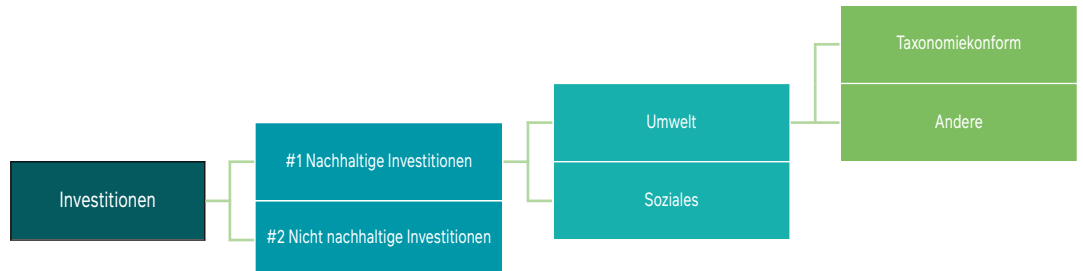 Investitionen
#1 Nachhaltige Investitionen
#2 Nicht nachhaltige Investitionen
Umwelt
Soziales
Taxonomiekonform
Andere